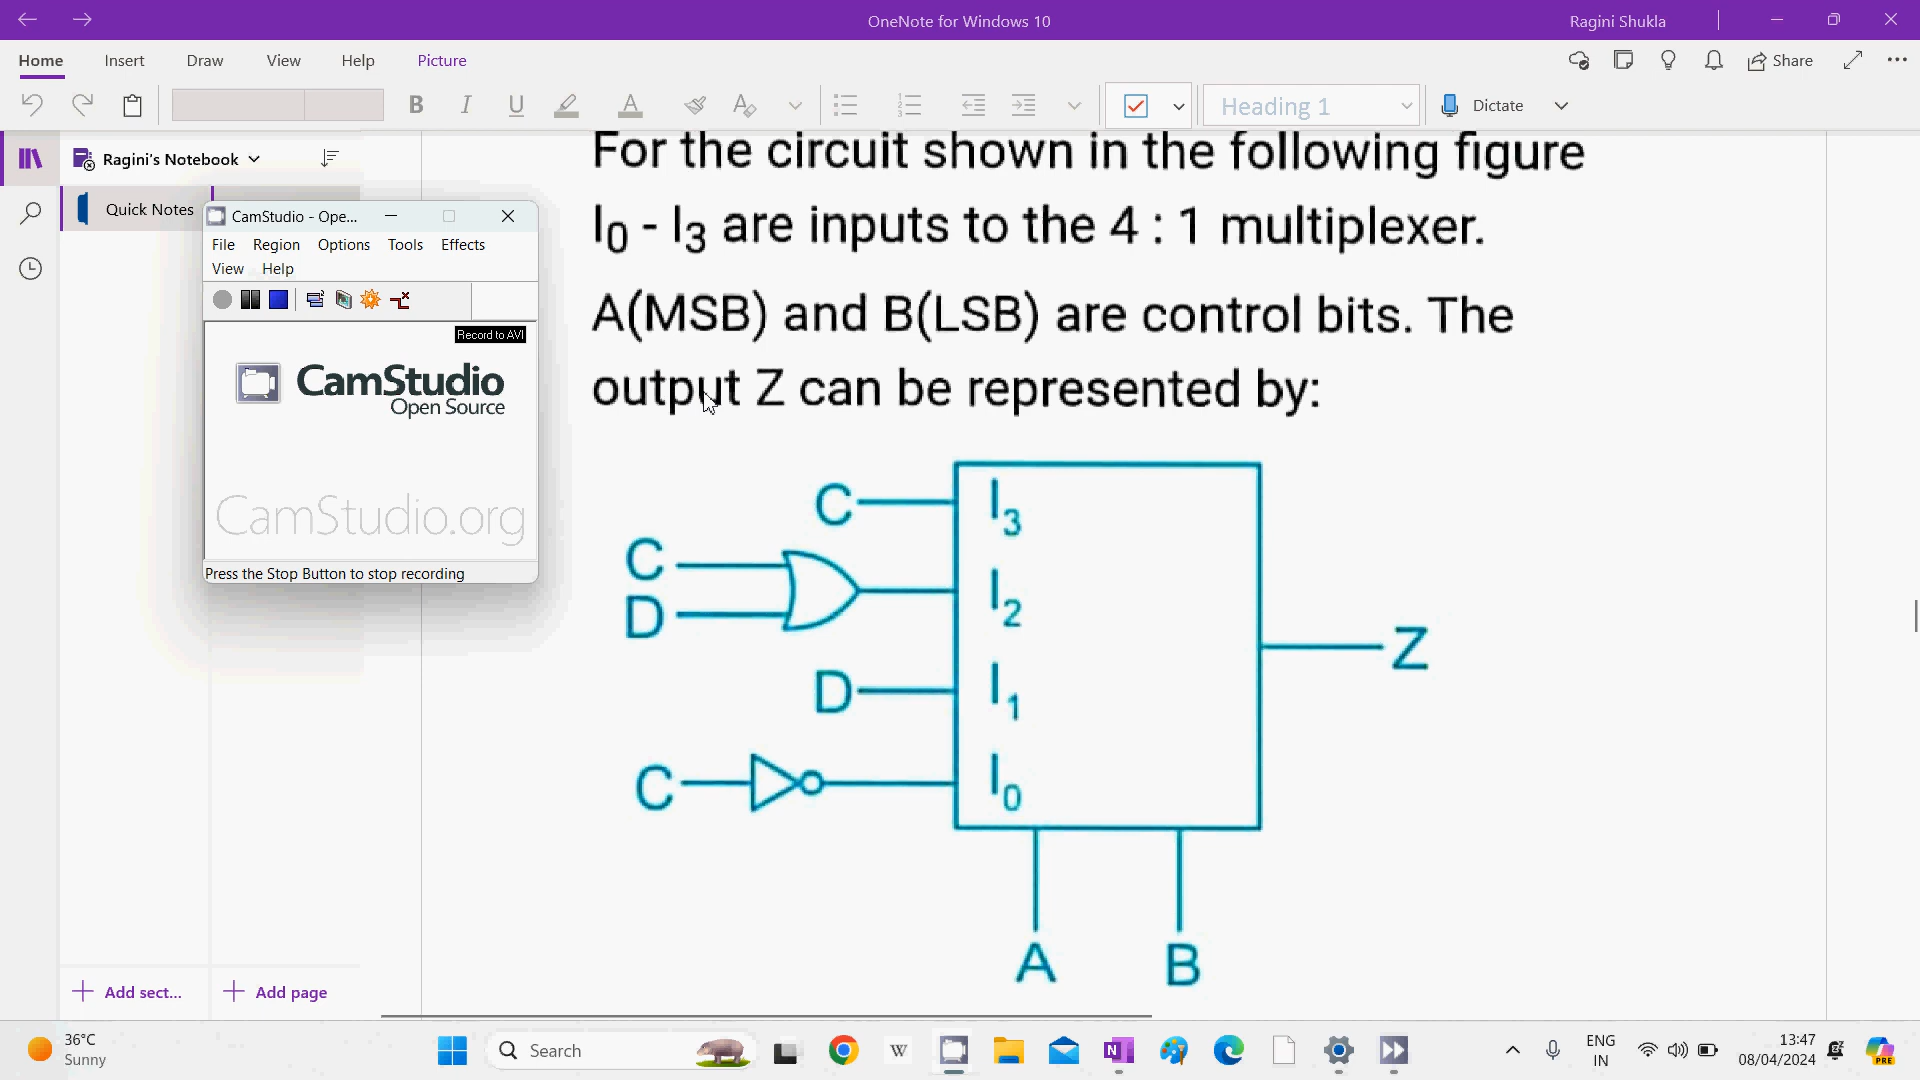 OneNote for Windows 10
Ragini Shukla
Home Insert Draw View Help Picture
Share
B I U A A
Heading 1
Dictate
Ragini's Notebook
Quick Notes
CamStudio - Ope...
File Region Options Tools Effects
View Help
Record to AVI
CamStudio
Open Source
CamStudio.org
Press the Stop Button to stop recording
Add sect... Add page
For the circuit shown in the following figure
I0 - I3 are inputs to the 4 : 1 multiplexer.
A(MSB) and B(LSB) are control bits. The
output Z can be represented by:
C I3
C
D I2
D I1
C I0
Z
A B
36°C
Sunny
Search
W
N
PRE
ENG
IN
13:47
08/04/2024